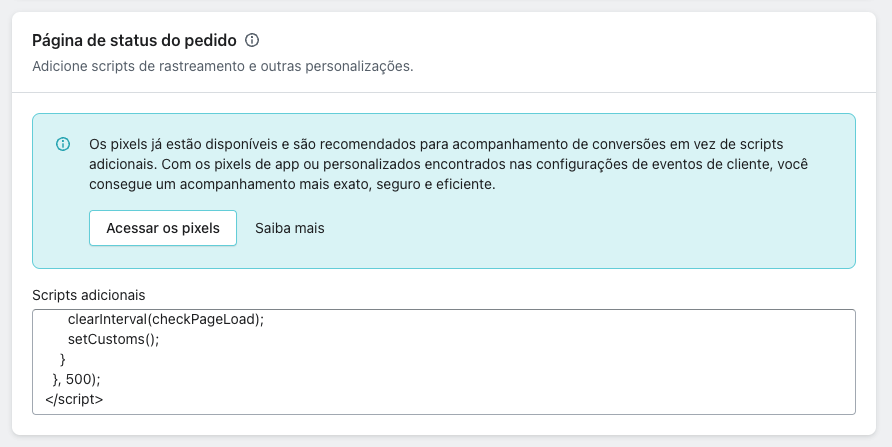 Página de status do pedido
Adicione scripts de rastreamento e outras personalizações.
Os pixels já estão disponíveis e são recomendados para acompanhamento de conversões em vez de scripts
adicionais. Com os pixels de app ou personalizados encontrados nas configurações de eventos de cliente, você
consegue um acompanhamento mais exato, seguro e eficiente.
Acessar os pixels Saiba mais
Scripts adicionais
clearInterval(checkPageLoad);
setCustoms();
}
}, 500);
</script>